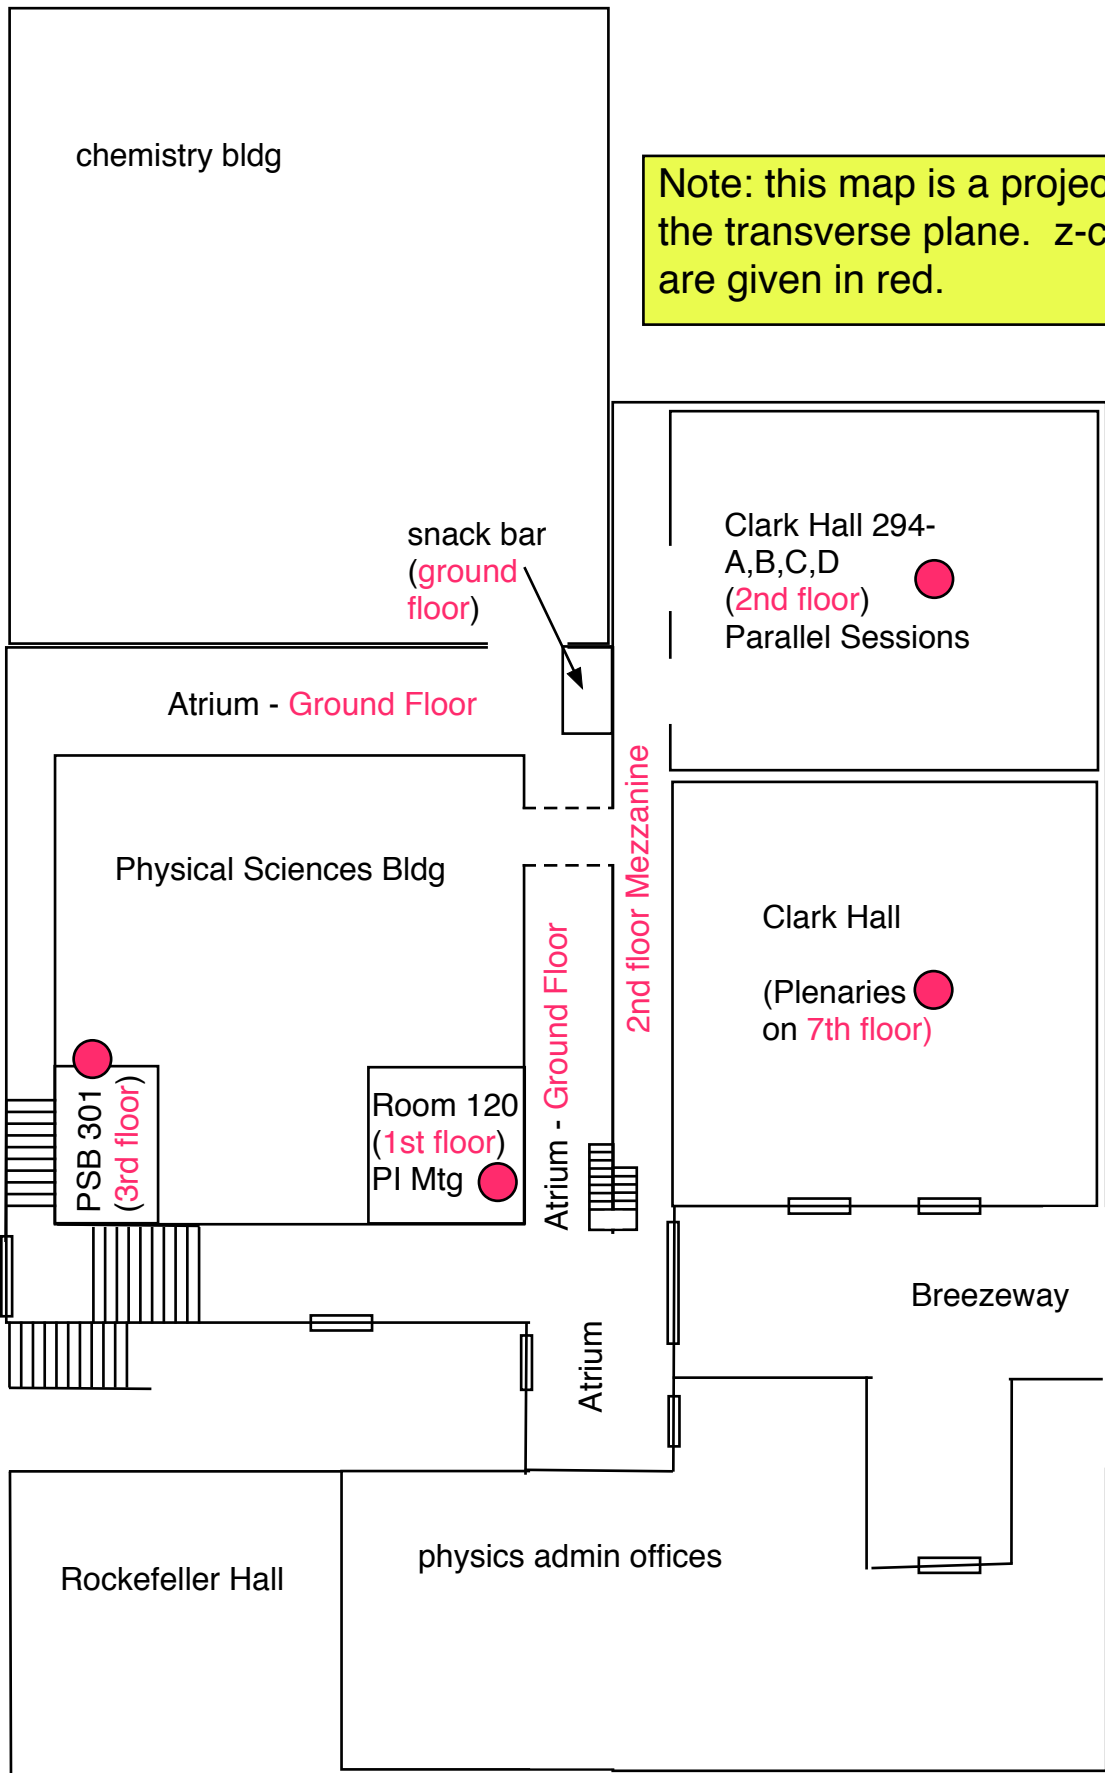 chemistry bldg
Note: this map is a projec
the transverse plane.  z-c
are given in red.
snack bar
(ground
floor)
Clark Hall 294-
A,B,C,D
(2nd floor)
Parallel Sessions
Atrium - Ground Floor
2nd floor Mezzanine
Physical Sciences Bldg
Clark Hall
(Plenaries
on 7th floor)
Atrium - Ground Floor
PSB 301
(3rd floor)
Room 120
(1st floor)
PI Mtg
Breezeway
Atrium
Rockefeller Hall
physics admin offices